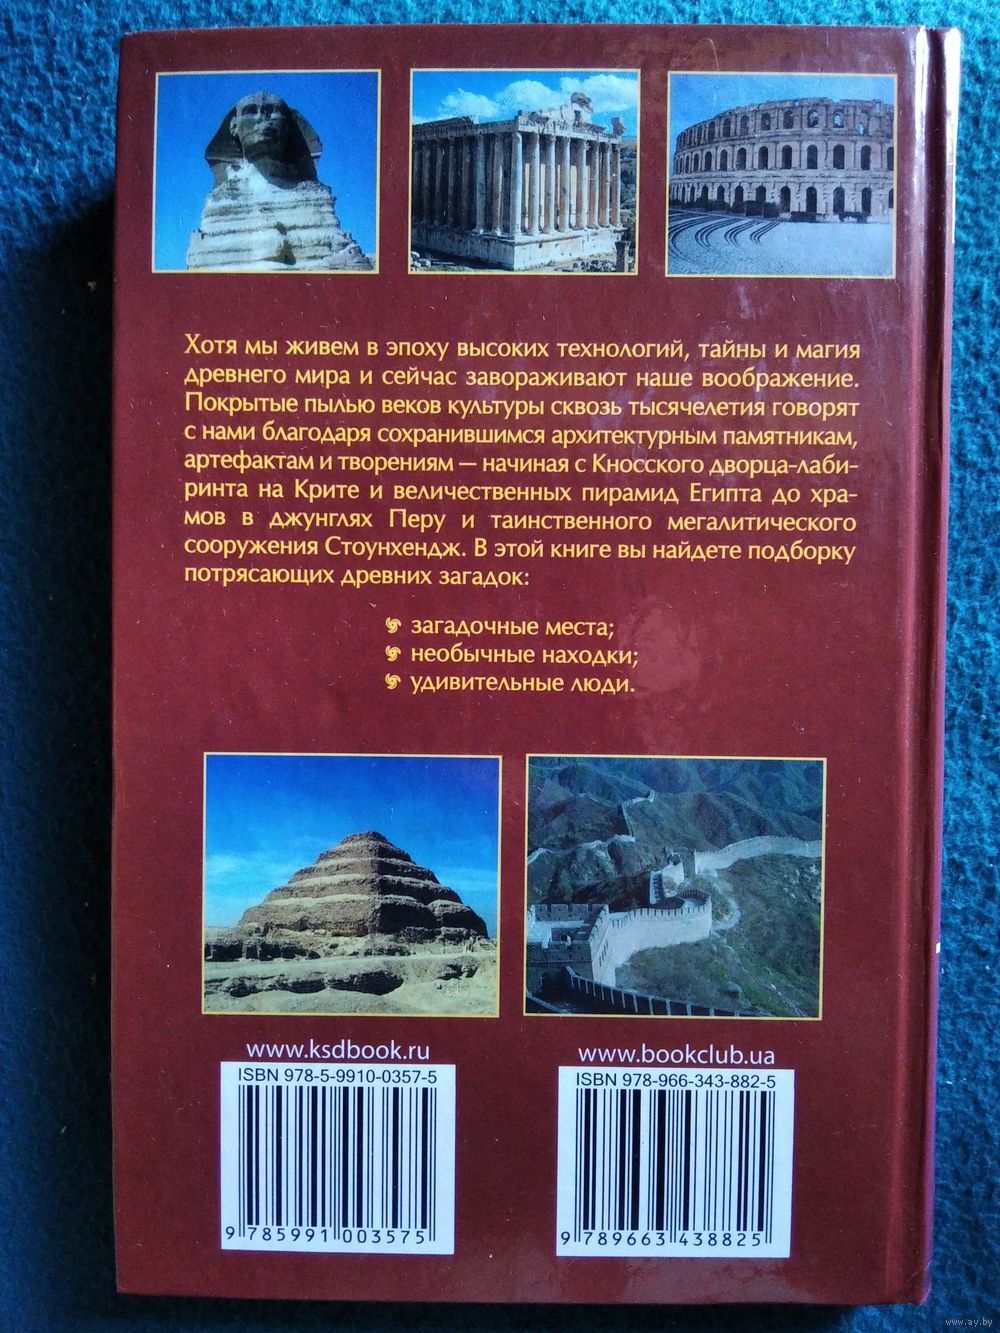 Хотя мы живем в эпоху высоких технологий, тайны и магия
древнего мира и сейчас завораживают наше воображение.
Покрытые пылью веков культуры сквозь тысячелетия говорят
с нами благодаря сохранившимся архитектурным памятникам,
артефактам и творениям — начиная с Кносского дворца-лаби-
ринта на Крите и величественных пирамид Египта до хра-
мов в джунглях Перу и таинственного мегалитического
сооружения Стоунхендж. В этой книге вы найдете подборку
потрясающих древних загадок:
загадочные места;
необычные находки;
удивительные люди.
www.ksdbook.ru
ISBN 978-5-9910-0357-5
9 785991 003575
www.bookclub.ua
ISBN 978-966-343-882-5
9 789663 438825
www.ay.by